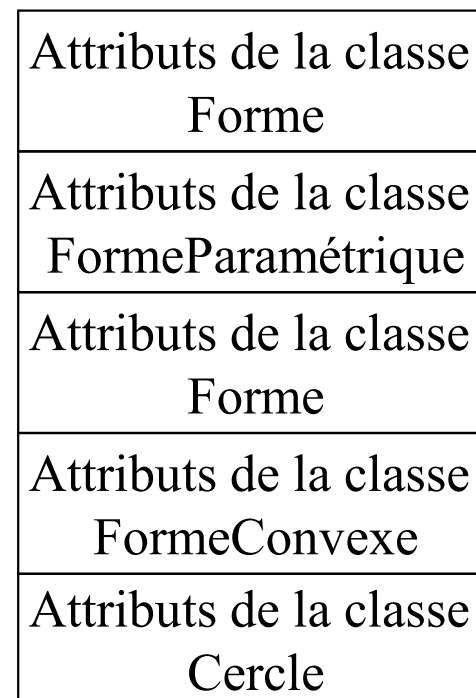 Attributs de la classe
Forme
Attributs de la classe
FormeParamétrique
Attributs de la classe
Forme
Attributs de la classe
FormeConvexe
Attributs de la classe
Cercle